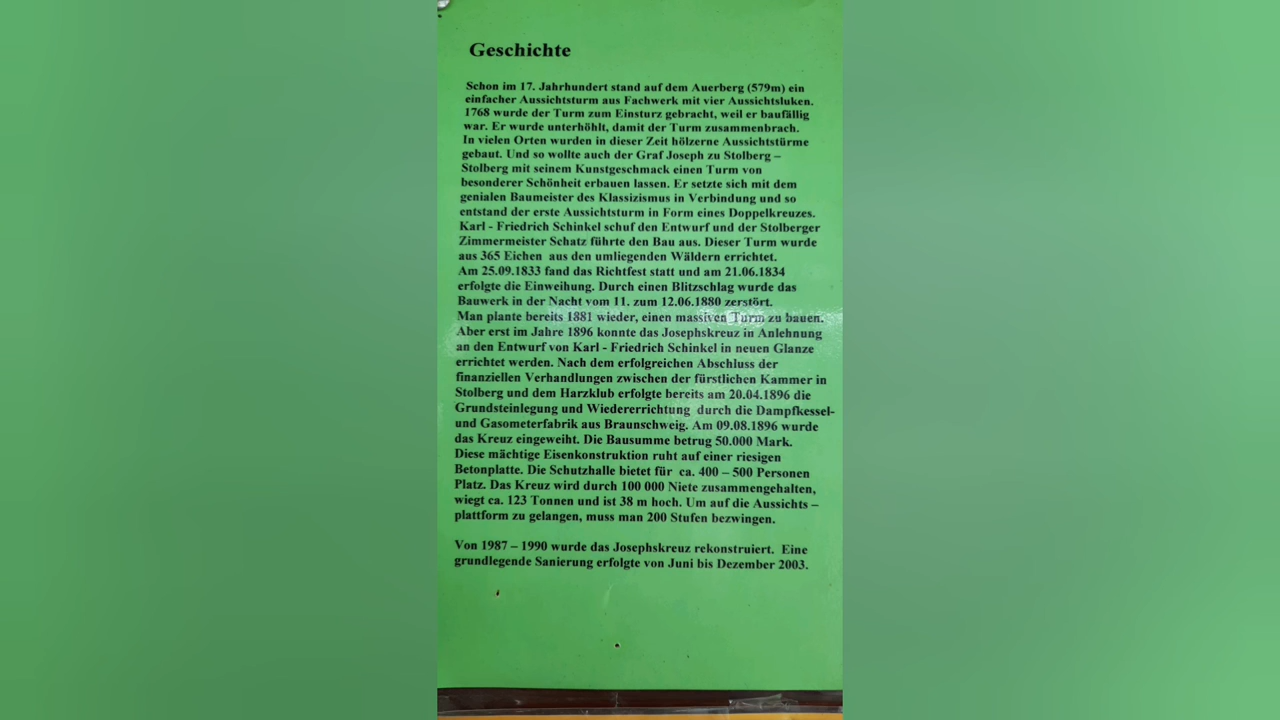 Geschichte
Schon im 17. Jahrhundert stand auf dem Auerberg (579m) ein
einfacher Aussichtsturm aus Fachwerk mit vier Aussichtsluken.
1768 wurde der Turm zum Einsturz gebracht, weil er baufällig
war. Er wurde unterhöhlt, damit der Turm zusammenbrach.
In vielen Orten wurden in dieser Zeit hölzerne Aussichtstürme
gebaut. Und so wollte auch der Graf Joseph zu Stolberg –
Stolberg mit seinem Kunstgeschmack einen Turm von
besonderer Schönheit erbauen lassen. Er setzte sich mit dem
genialen Baumeister des Klassizismus in Verbindung und so
entstand der erste Aussichtsturm in Form eines Doppelkreuzes.
Karl - Friedrich Schinkel schuf den Entwurf und der Stolberger
Zimmermeister Schatz führte den Bau aus. Dieser Turm wurde
aus 365 Eichen aus den umliegenden Wäldern errichtet.
Am 25.09.1833 fand das Richtfest statt und am 21.06.1834
erfolgte die Einweihung. Durch einen Blitzschlag wurde das
Bauwerk in der Nacht vom 11. zum 12.06.1880 zerstört.
Man plante bereits 1881 wieder, einen massiven Turm zu bauen.
Aber erst im Jahre 1896 konnte das Josephskreuz in Anlehnung
an den Entwurf von Karl - Friedrich Schinkel in neuen Glanze
errichtet werden. Nach dem erfolgreichen Abschluss der
finanziellen Verhandlungen zwischen der fürstlichen Kammer in
Stolberg und dem Harzklub erfolgte bereits am 20.04.1896 die
Grundsteinlegung und Wiedererrichtung durch die Dampfkessel-
und Gasometerfabrik aus Braunschweig. Am 09.08.1896 wurde
das Kreuz eingeweiht. Die Bausumme betrug 50.000 Mark.
Diese mächtige Eisenkonstruktion ruht auf einer riesigen
Betonplatte. Die Schutzhalle bietet für ca. 400 – 500 Personen
Platz. Das Kreuz wird durch 100 000 Niete zusammengehalten,
wiegt ca. 123 Tonnen und ist 38 m hoch. Um auf die Aussichts –
plattform zu gelangen, muss man 200 Stufen bezwingen.
Von 1987 – 1990 wurde das Josephskreuz rekonstruiert. Eine
grundlegende Sanierung erfolgte von Juni bis Dezember 2003.